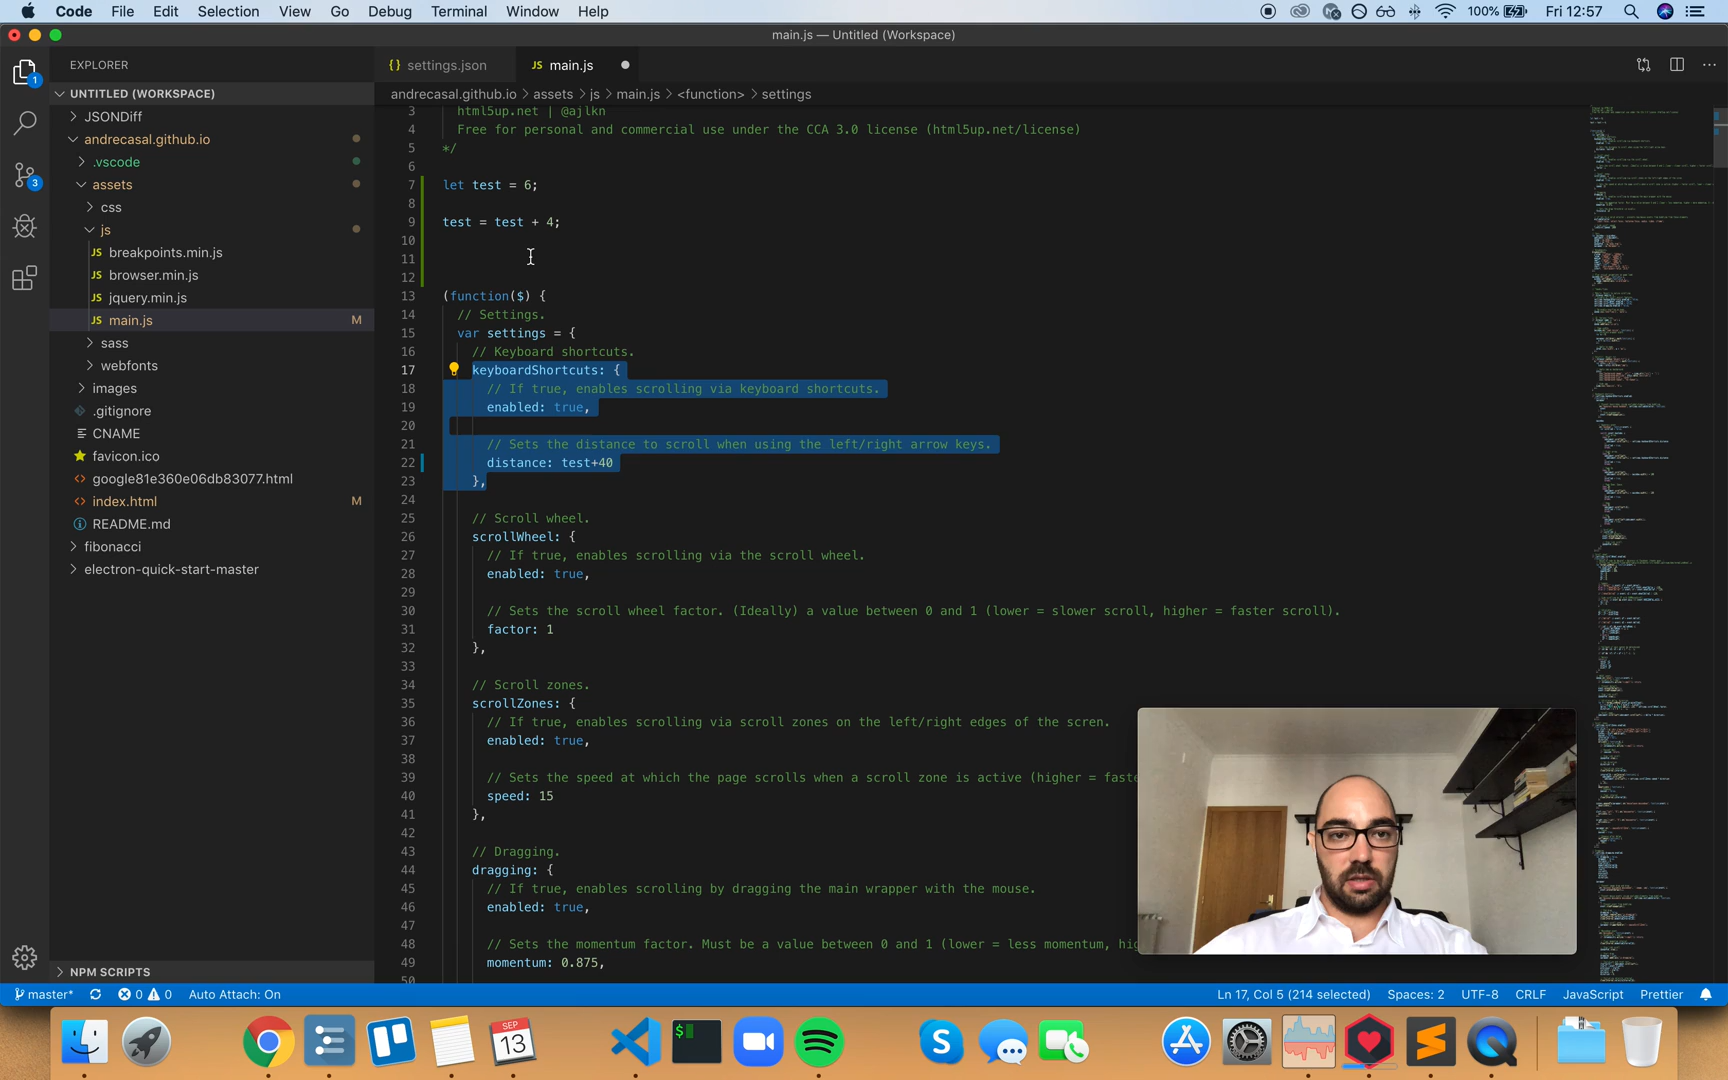 Code File Edit Selection View Go Debug Terminal Window Help 100% Fri 12:57
main.js — Untitled (Workspace)
EXPLORER
{} settings.json JS main.js
andrecasal.github.io > assets > js > main.js > <function> > settings
1
3
UNTITLED (WORKSPACE)
JSONDiff
andrecasal.github.io
.vscode
assets
css
js
JS breakpoints.min.js
JS browser.min.js
JS jquery.min.js
JS main.js M
sass
webfonts
images
.gitignore
CNAME
favicon.ico
google81e360e06db83077.html
index.html M
README.md
fibonacci
electron-quick-start-master
NPM SCRIPTS
3 html5up.net | @ajlkn
4 Free for personal and commercial use under the CCA 3.0 license (html5up.net/license)
5 */
6
7 let test = 6;
8
9 test = test + 4;
10
11
12
13 (function($) {
14 // Settings.
15 var settings = {
16 // Keyboard shortcuts.
17 keyboardShortcuts: {
18 // If true, enables scrolling via keyboard shortcuts.
19 enabled: true,
20
21 // Sets the distance to scroll when using the left/right arrow keys.
22 distance: test+40
23 },
24
25 // Scroll wheel.
26 scrollWheel: {
27 // If true, enables scrolling via the scroll wheel.
28 enabled: true,
29
30 // Sets the scroll wheel factor. (Ideally) a value between 0 and 1 (lower = slower scroll, higher = faster scroll).
31 factor: 1
32 },
33
34 // Scroll zones.
35 scrollZones: {
36 // If true, enables scrolling via scroll zones on the left/right edges of the scren.
37 enabled: true,
38
39 // Sets the speed at which the page scrolls when a scroll zone is active (higher = faste
40 speed: 15
41 },
42
43 // Dragging.
44 dragging: {
45 // If true, enables scrolling by dragging the main wrapper with the mouse.
46 enabled: true,
47
48 // Sets the momentum factor. Must be a value between 0 and 1 (lower = less momentum, hig
49 momentum: 0.875,
50
master* 0 0 Auto Attach: On Ln 17, Col 5 (214 selected) Spaces: 2 UTF-8 CRLF JavaScript Prettier
SEP
13
$
S